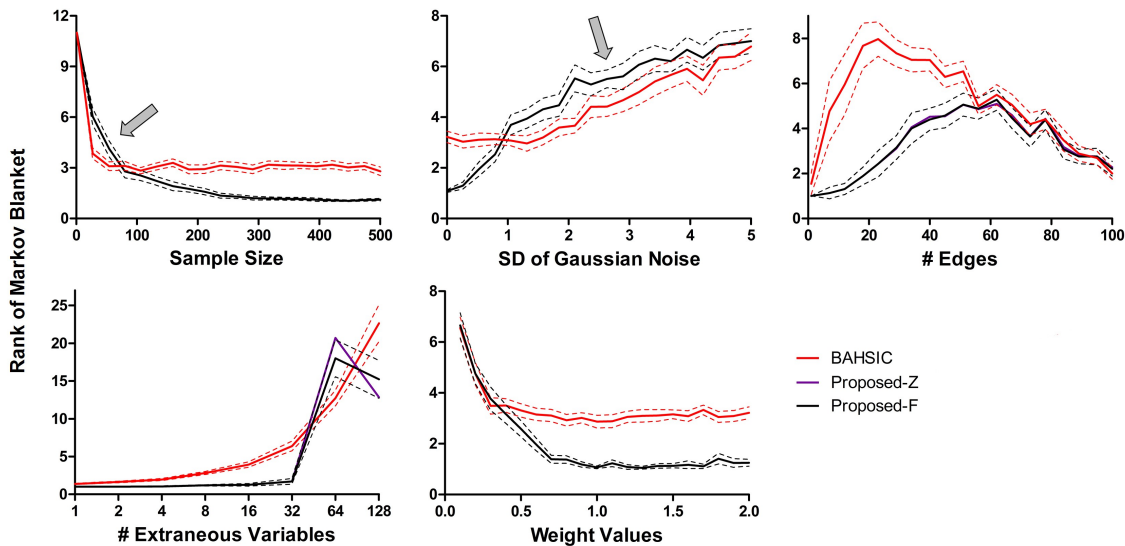 Rank of Markov Blanket
12
9
6
3
0
0 100 200 300 400 500
Sample Size
8
6
4
2
0
0 1 2 3 4 5
SD of Gaussian Noise
8
6
4
2
0
0 20 40 60 80 100
# Edges
25
20
15
10
5
0
1 2 4 8 16 32 64 128
# Extraneous Variables
8
6
4
2
0
0.0 0.5 1.0 1.5 2.0
Weight Values
BAHSIC
Proposed-Z
Proposed-F